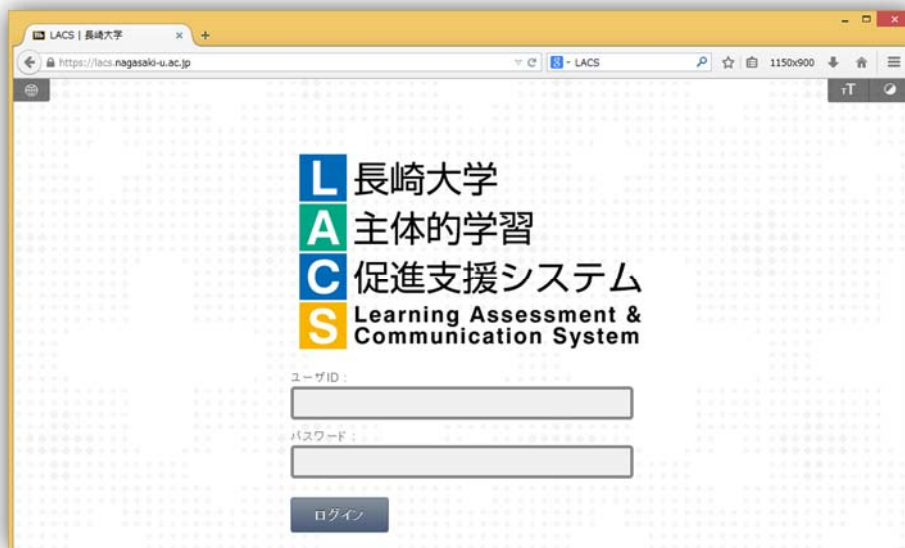 LACS | 長崎大学
https://lacs.nagasaki-u.ac.jp
8 - LACS
1150x900
TT
L 長崎大学
A 主体的学習
C 促進支援システム
S Learning Assessment &
Communication System
ユーザID :
パスワード :
ログイン